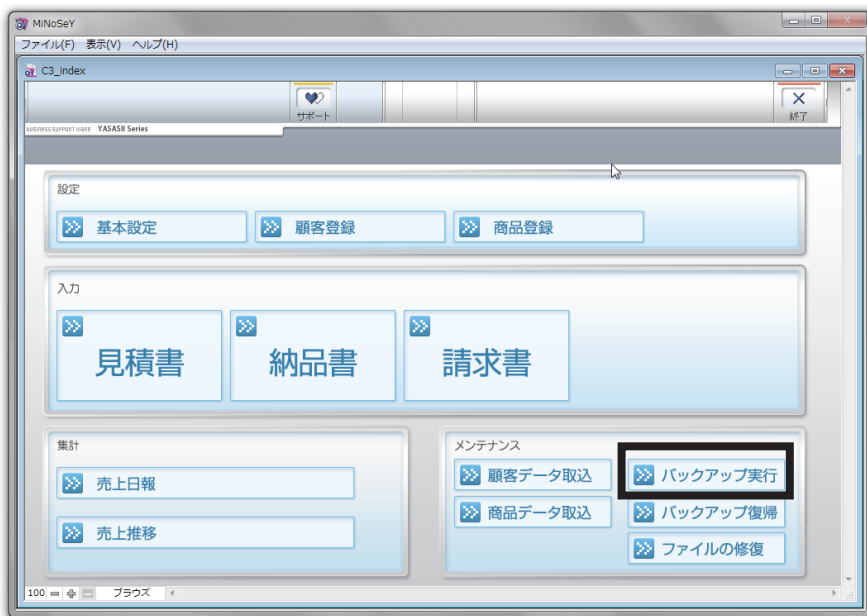 MiNoSeY
ファイル(F) 表示(V) ヘルプ(H)
C3_index
サポート
終了
BUSINESS SUPPORT WARE YASASII Series
設定
基本設定 顧客登録 商品登録
入力
見積書 納品書 請求書
集計
売上日報
売上推移
メンテナンス
顧客データ取込 バックアップ実行
商品データ取込 バックアップ復帰
ファイルの修復
100 ブラウズ